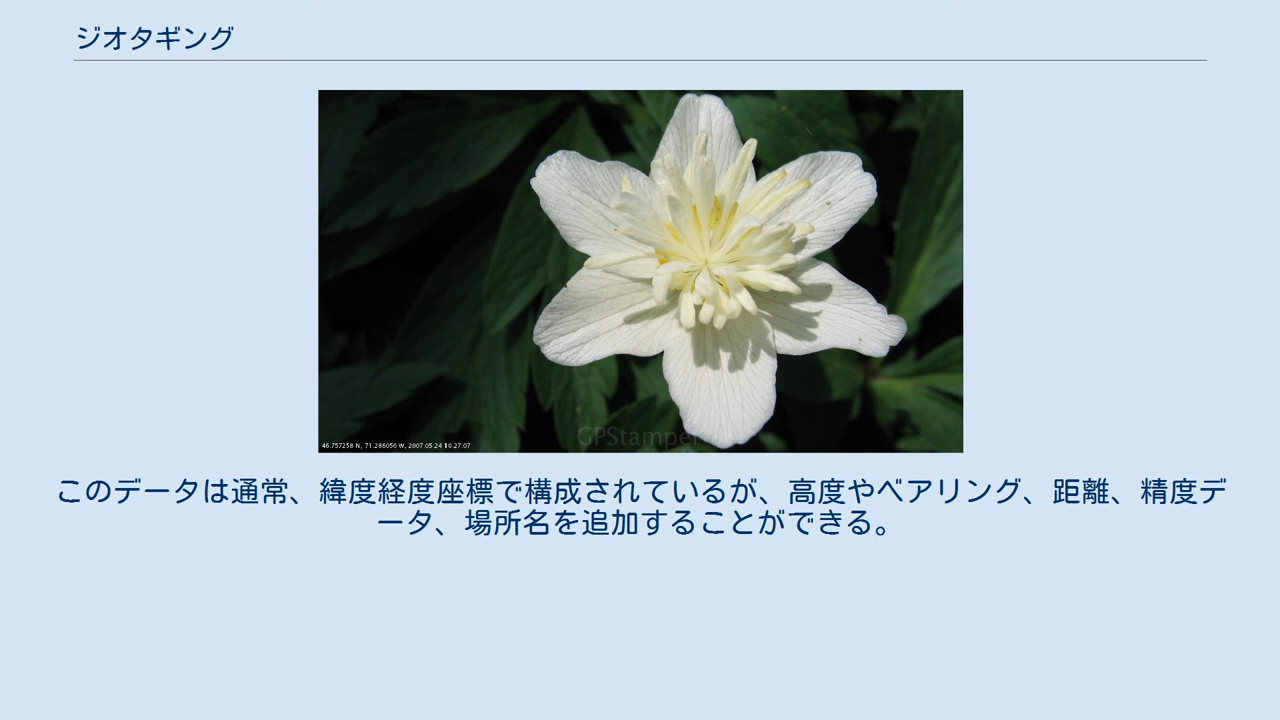 ジオタギング
GPStamper
46.757258 N, 71.286056 W, 2007.05.24 10.27.07
このデータは通常、緯度経度座標で構成されているが、高度やベアリング、距離、精度デ
ータ、場所名を追加することができる。